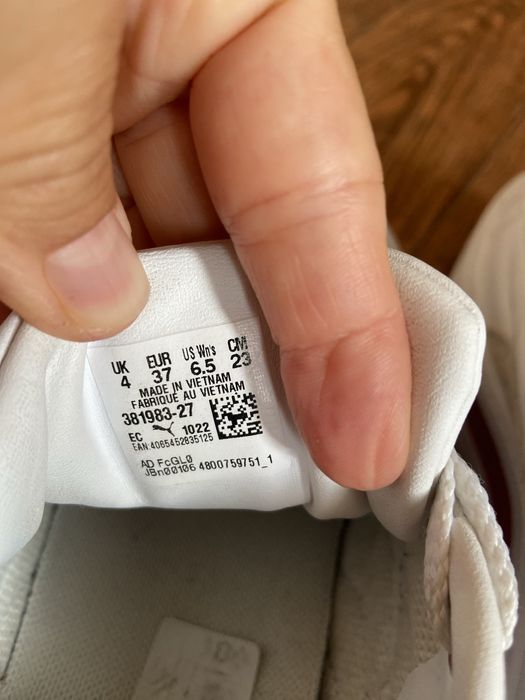 UK EUR US Wn's CM
4 37 6.5 23
MADE IN VIETNAM
FABRIQUÉ AU VIETNAM
381983-27
EC 1022
EAN:4065452835125
AD FcGL0
JBn00106 4800759751_1